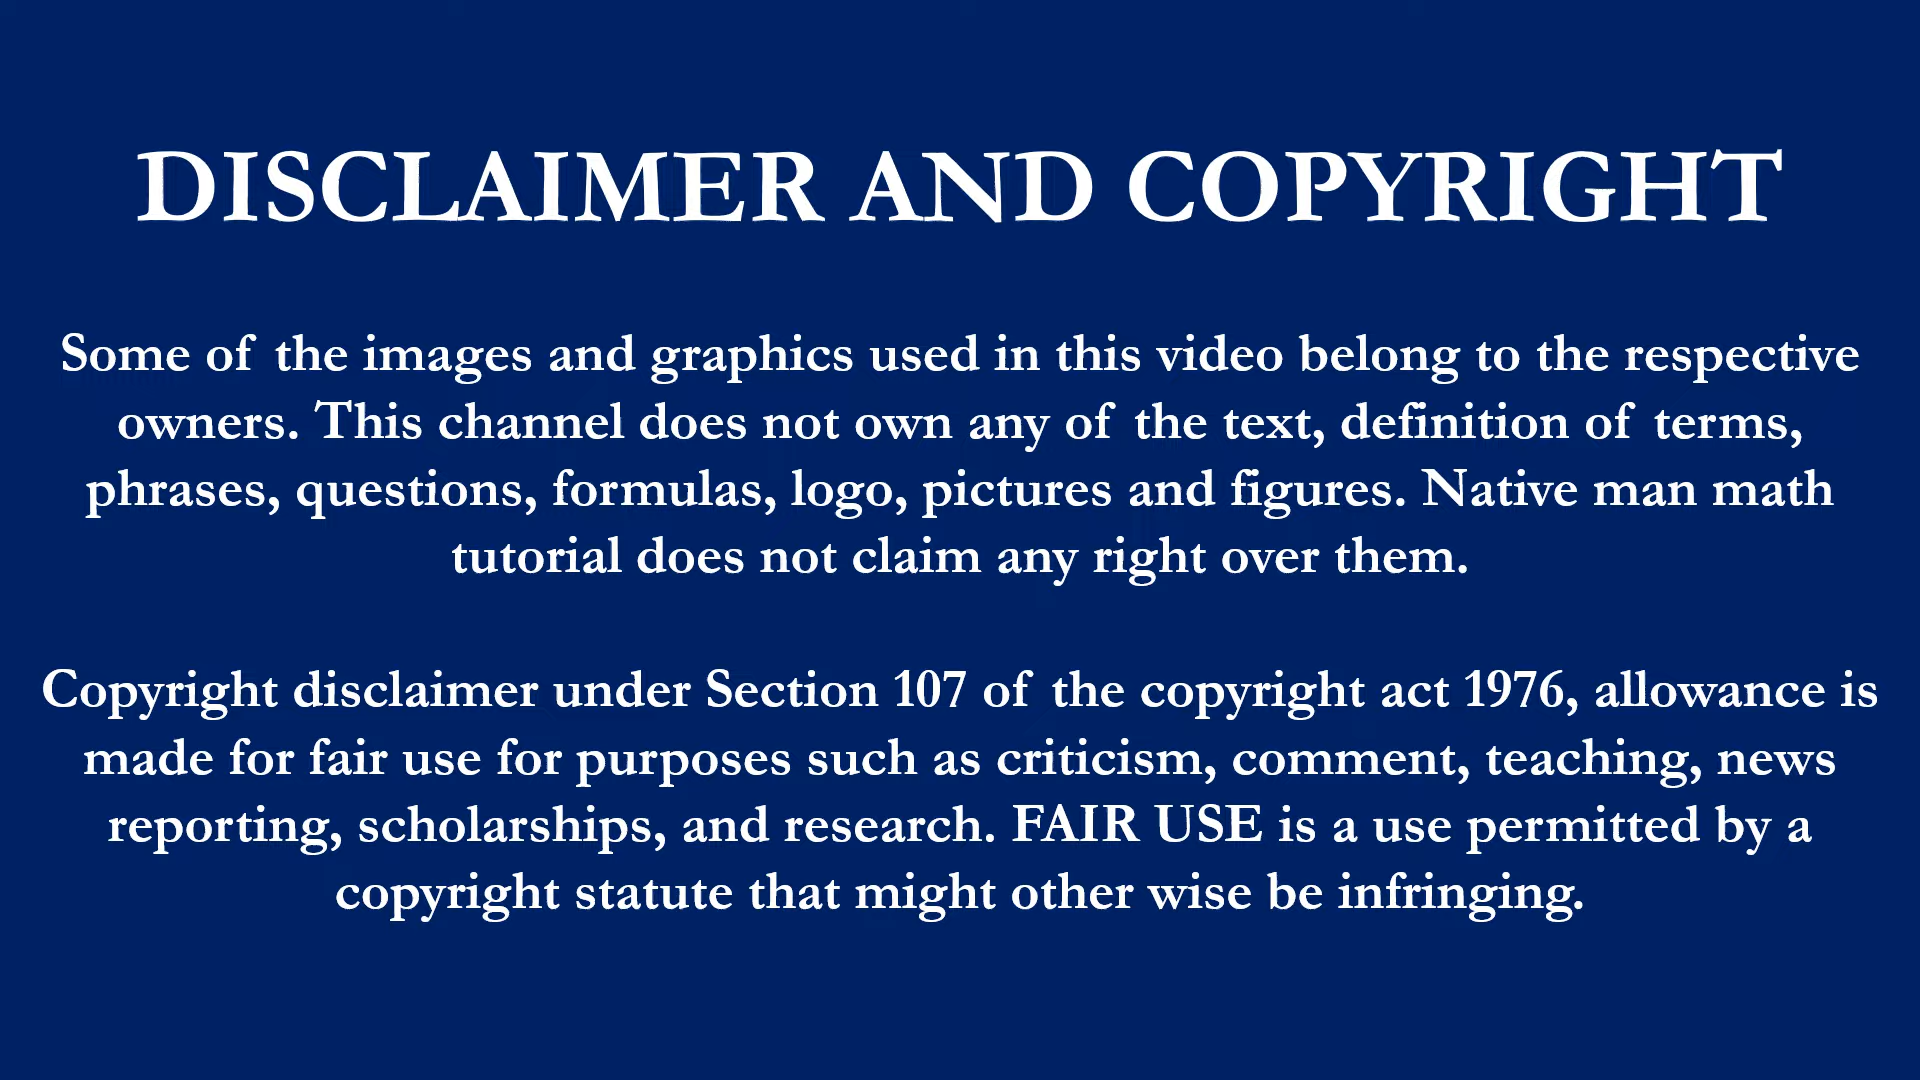 DISCLAIMER AND COPYRIGHT
Some of the images and graphics used in this video belong to the respective
owners. This channel does not own any of the text, definition of terms,
phrases, questions, formulas, logo, pictures and figures. Native man math
tutorial does not claim any right over them.
Copyright disclaimer under Section 107 of the copyright act 1976, allowance is
made for fair use for purposes such as criticism, comment, teaching, news
reporting, scholarships, and research. FAIR USE is a use permitted by a
copyright statute that might other wise be infringing.